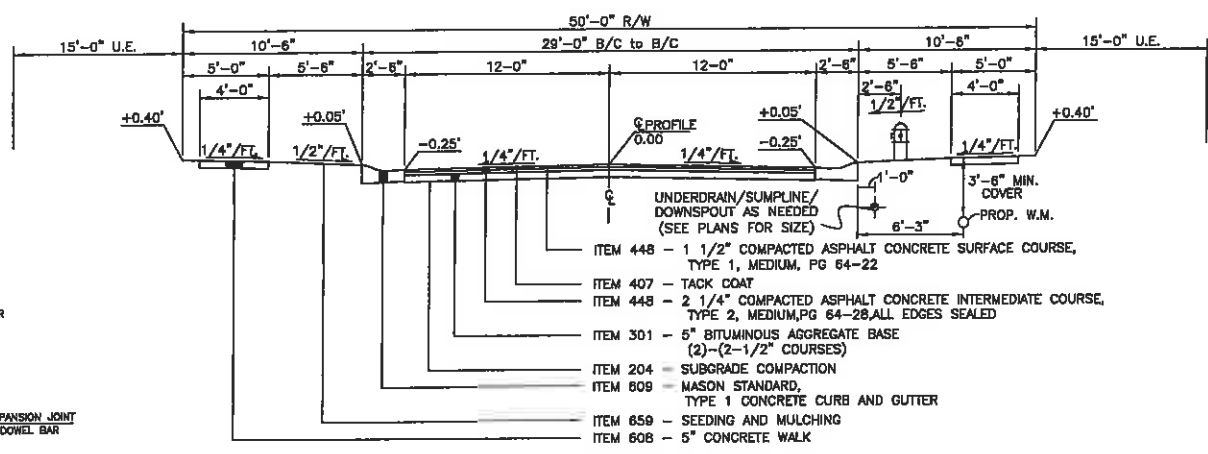 50'-0" R/W
15'-0" U.E.
10'-6"
29'-0" B/C to B/C
10'-6"
15'-0" U.E.
5'-0"
5'-6"
2'-6"
12-0"
12-0"
2'-6"
5'-6"
5'-0"
4'-0"
2'-6"
4'-0"
+0.40'
+0.05'
-0.25'
℄ PROFILE
0.00
+0.05'
-0.25'
1/2"/FT.
+0.40'
1/4"/FT.
1/2"/FT.
1/4"/FT.
1/4"/FT.
1/4"/FT.
℄
1'-0"
3'-6" MIN.
COVER
UNDERDRAIN/SUMPLINE/
DOWNSPOUT AS NEEDED
(SEE PLANS FOR SIZE)
PROP. W.M.
6'-3"
ITEM 448 - 1 1/2" COMPACTED ASPHALT CONCRETE SURFACE COURSE,
TYPE 1, MEDIUM, PG 64-22
ITEM 407 - TACK COAT
ITEM 448 - 2 1/4" COMPACTED ASPHALT CONCRETE INTERMEDIATE COURSE,
TYPE 2, MEDIUM,PG 64-28,ALL EDGES SEALED
ITEM 301 - 5" BITUMINOUS AGGREGATE BASE
(2)-(2-1/2" COURSES)
ITEM 204 - SUBGRADE COMPACTION
ITEM 609 - MASON STANDARD,
TYPE 1 CONCRETE CURB AND GUTTER
ITEM 659 - SEEDING AND MULCHING
ITEM 608 - 5" CONCRETE WALK
R
PANSION JOINT
DOWEL BAR